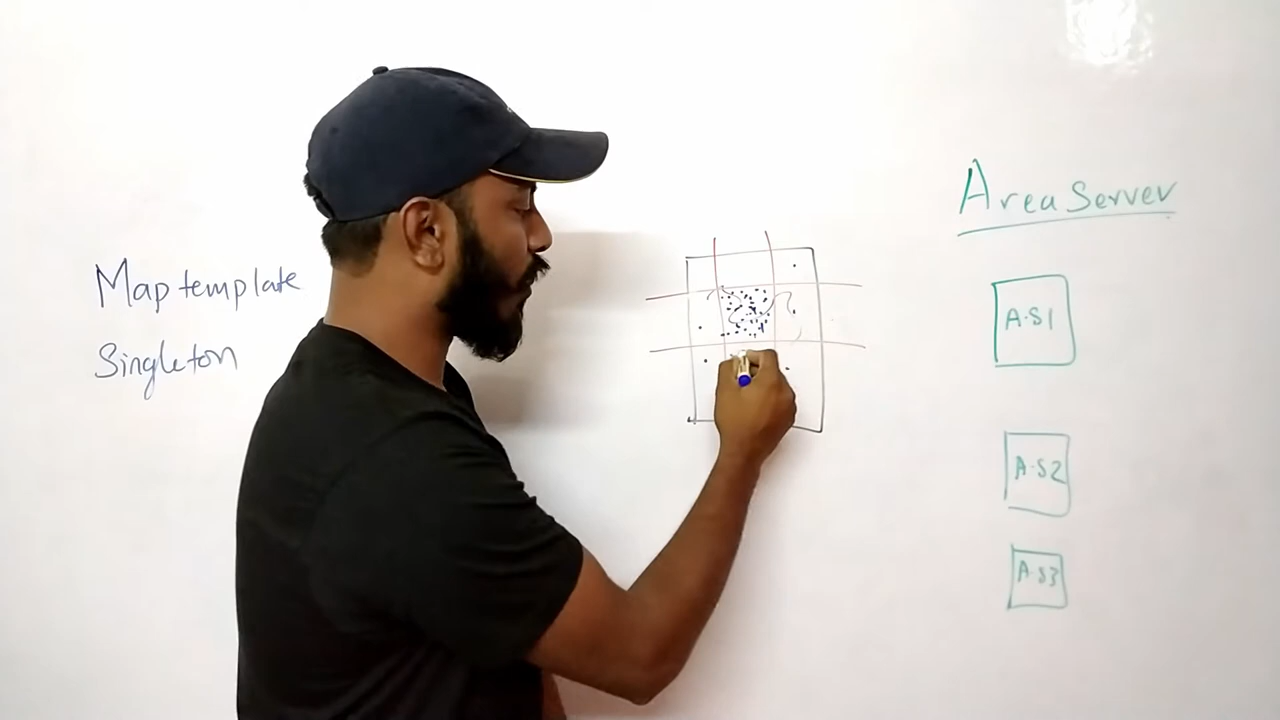 Map template
Singleton
Area Server
A-S1
A-S2
A-S3